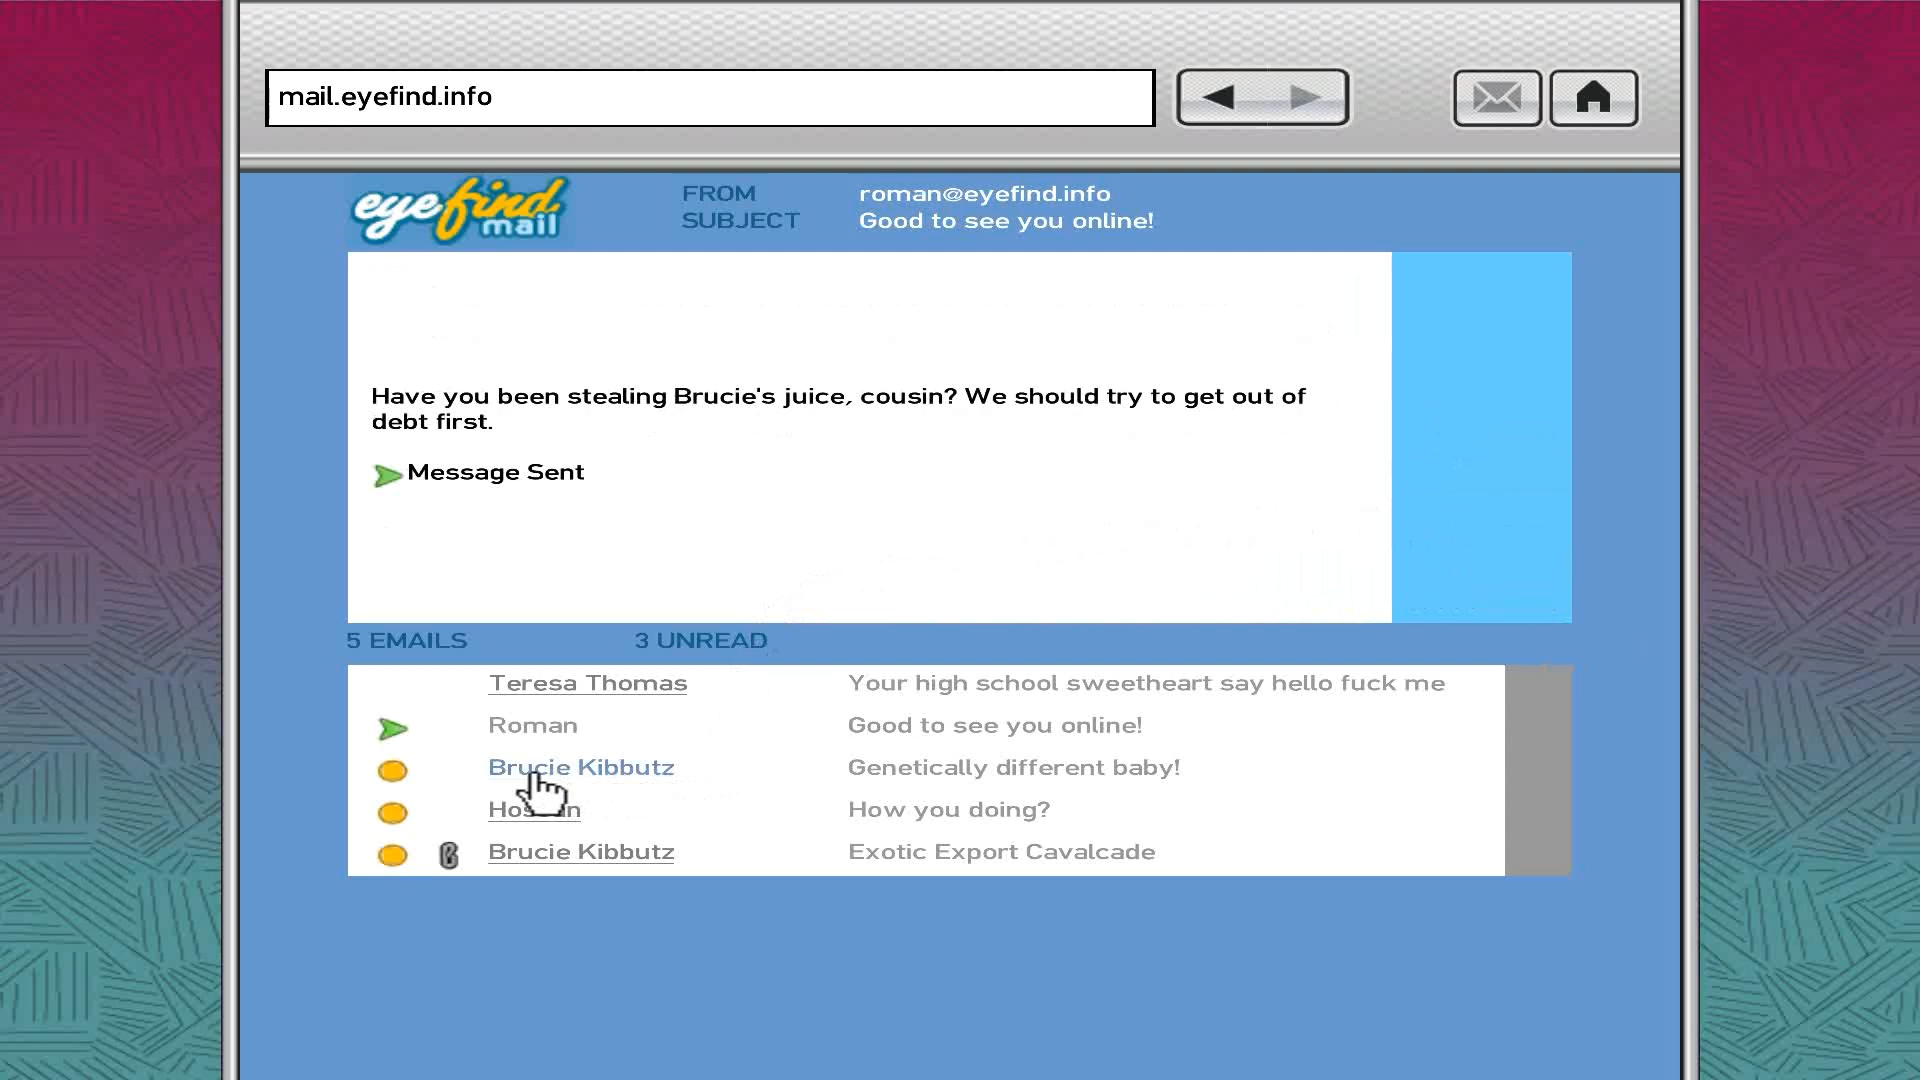 mail.eyefind.info
eyefind
mail
FROM roman@eyefind.info
SUBJECT Good to see you online!
Have you been stealing Brucie's juice, cousin? We should try to get out of
debt first.
Message Sent
5 EMAILS 3 UNREAD
Teresa Thomas Your high school sweetheart say hello fuck me
Roman Good to see you online!
Brucie Kibbutz Genetically different baby!
How you doing?
Brucie Kibbutz Exotic Export Cavalcade